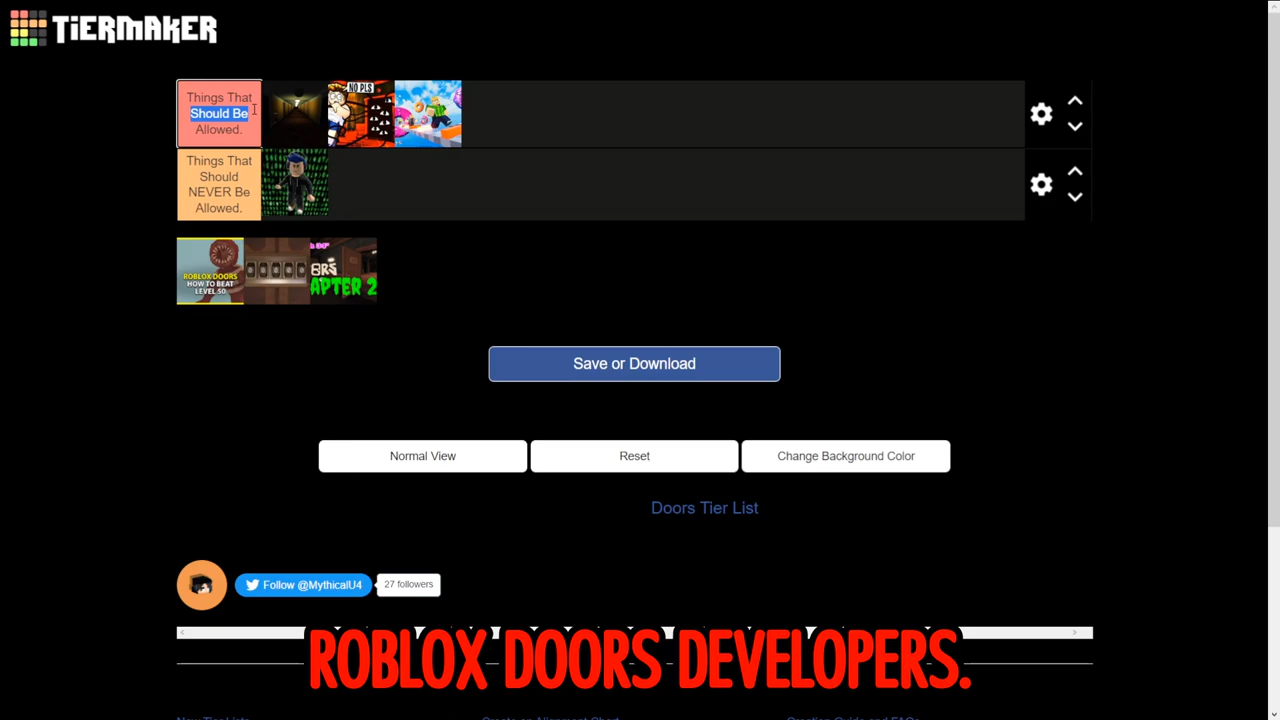 TiERMAKER
Things That
Should Be
Allowed.
NO PLS
Things That
Should
NEVER Be
Allowed.
ROBLOX DOORS
HOW TO BEAT
LEVEL 50
APTER 2
Save or Download
Normal View
Reset
Change Background Color
Doors Tier List
Follow @MythicalU4
27 followers
ROBLOX DOORS DEVELOPERS.